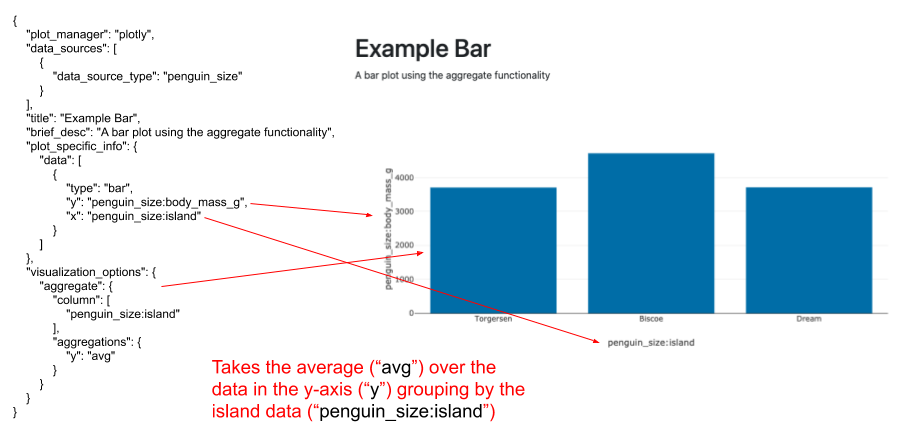 {
"plot_manager": "plotly",
"data_sources": [
{
"data_source_type": "penguin_size"
}
],
"title": "Example Bar",
"brief_desc": "A bar plot using the aggregate functionality",
"plot_specific_info": {
"data": [
{
"type": "bar",
"y": "penguin_size:body_mass_g",
"x": "penguin_size:island"
}
]
},
"visualization_options": {
"aggregate": {
"column": [
"penguin_size:island"
],
"aggregations": {
"y": "avg"
}
}
}
}
Example Bar
A bar plot using the aggregate functionality
penguin_size:body_mass_g
4000
3000
2000
1000
0
Torgersen
Biscoe
Dream
penguin_size:island
Takes the average (“avg”) over the
data in the y-axis (“y”) grouping by the
island data (“penguin_size:island”)